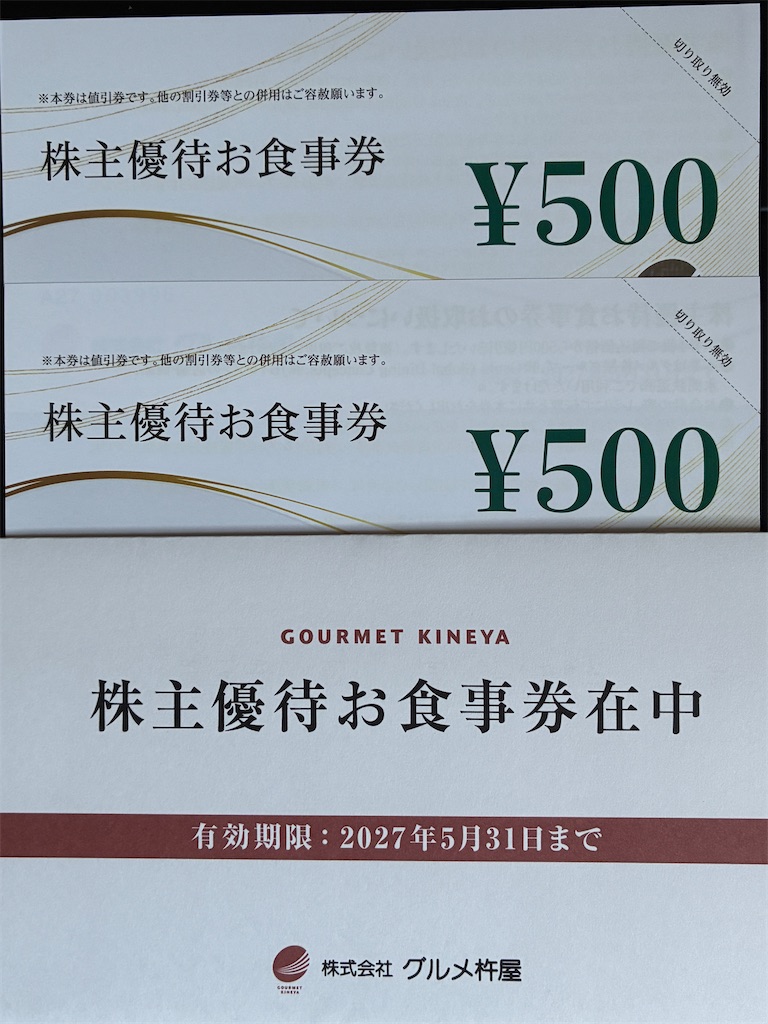 切り取り無効
※本券は値引券です。他の割引券等との併用はご容赦願います。
株主優待お食事券
¥500
切り取り無効
※本券は値引券です。他の割引券等との併用はご容赦願います。
株主優待お食事券
¥500
GOURMET KINEYA
株主優待お食事券在中
有効期限：2027年5月31日まで
GOURMET
KINEYA
株式会社 グルメ杵屋